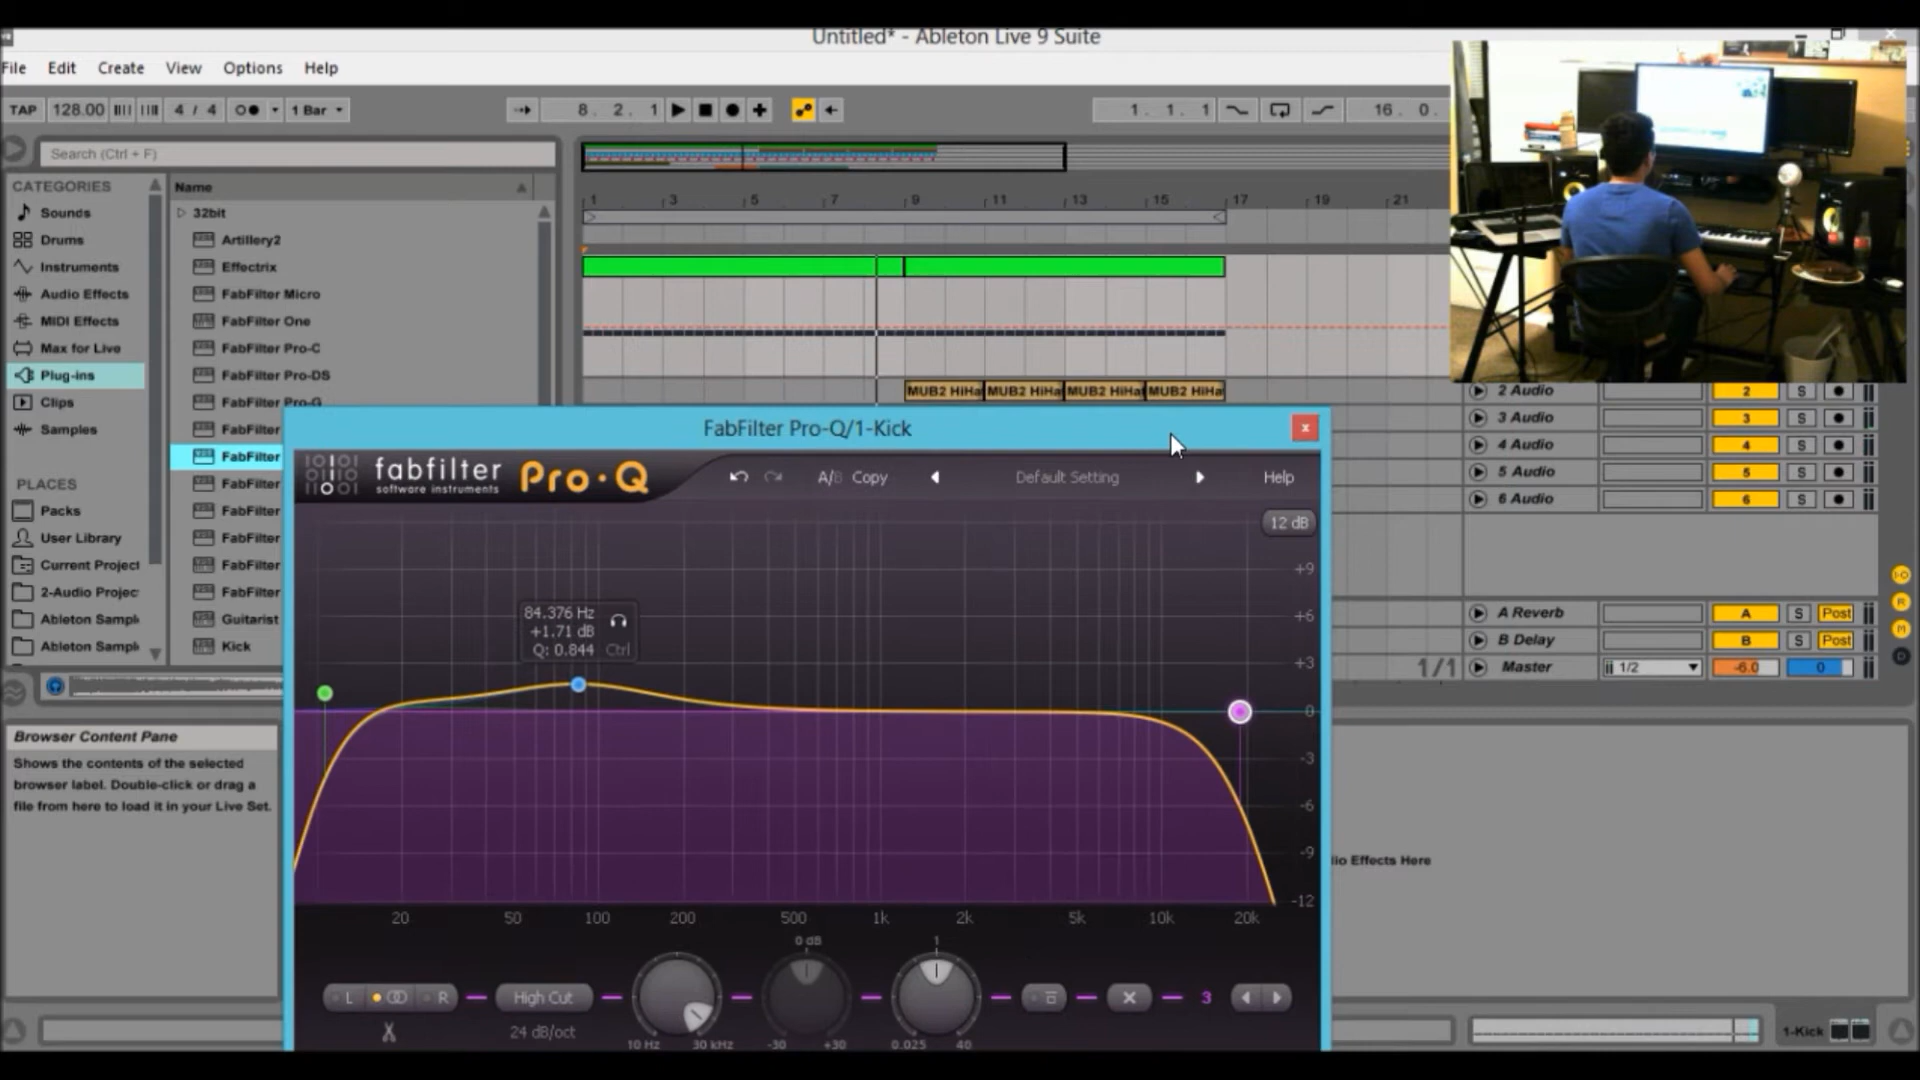 Untitled* - Ableton Live 9 Suite
File Edit Create View Options Help
TAP 128.00 4 / 4 1 Bar 8. 2. 1 1. 1. 1 16. 0.
Search (Ctrl + F)
CATEGORIES
Sounds
Drums
Instruments
Audio Effects
MIDI Effects
Max for Live
Plug-ins
Clips
Samples
PLACES
Packs
User Library
Current Project
2-Audio Projec
Ableton Sampl
Ableton Sampl
Name
32bit
Artillery2
Effectrix
FabFilter Micro
FabFilter One
FabFilter Pro-C
FabFilter Pro-DS
FabFilter Pro-G
FabFilter
FabFilter
FabFilter
FabFilter
FabFilter
FabFilter
FabFilter
Guitarist
Kick
1 3 5 7 9 11 13 15 17 19 21
MUB2 HiHa MUB2 HiHa MUB2 HiHa MUB2 HiHa
2 Audio 2 S
3 Audio 3 S
4 Audio 4 S
5 Audio 5 S
6 Audio 6 S
A Reverb A S Post
B Delay B S Post
1/1 Master 1/2 -6.0 0
FabFilter Pro-Q/1-Kick x
fabfilter
software instruments
Pro·Q
A/B Copy Default Setting Help
12 dB
+9
+6
+3
0
-3
-6
-9
-12
84.376 Hz
+1.71 dB
Q: 0.844 Ctrl
20 50 100 200 500 1k 2k 5k 10k 20k
0 dB 1
L R High Cut 3
24 dB/oct
10 Hz 30 kHz -30 +30 0.025 40
Browser Content Pane
Shows the contents of the selected
browser label. Double-click or drag a
file from here to load it in your Live Set.
io Effects Here
1-Kick